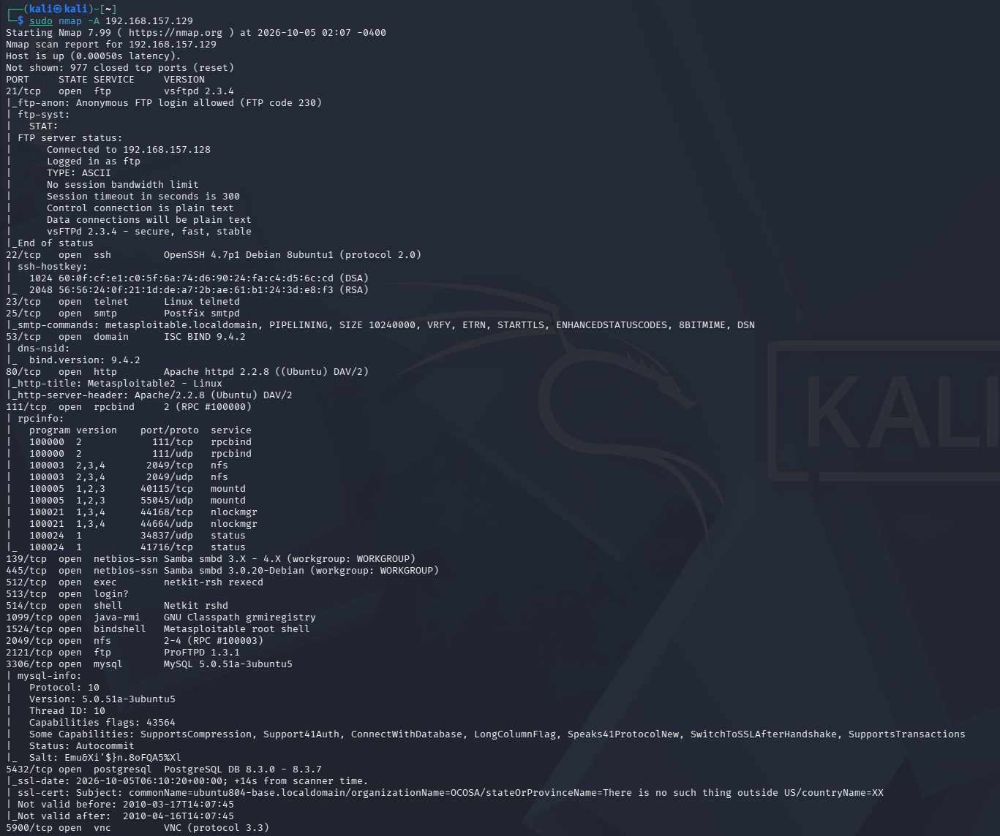 ┌──(kali㉿kali)-[~]
└─$ sudo nmap -A 192.168.157.129
Starting Nmap 7.99 ( https://nmap.org ) at 2026-10-05 02:07 -0400
Nmap scan report for 192.168.157.129
Host is up (0.00050s latency).
Not shown: 977 closed tcp ports (reset)
PORT     STATE SERVICE     VERSION
21/tcp   open  ftp         vsftpd 2.3.4
|_ftp-anon: Anonymous FTP login allowed (FTP code 230)
| ftp-syst:
|   STAT:
| FTP server status:
|      Connected to 192.168.157.128
|      Logged in as ftp
|      TYPE: ASCII
|      No session bandwidth limit
|      Session timeout in seconds is 300
|      Control connection is plain text
|      Data connections will be plain text
|      vsFTPd 2.3.4 - secure, fast, stable
|_End of status
22/tcp   open  ssh         OpenSSH 4.7p1 Debian 8ubuntu1 (protocol 2.0)
| ssh-hostkey:
|   1024 60:0f:cf:e1:c0:5f:6a:74:d6:90:24:fa:c4:d5:6c:cd (DSA)
|_  2048 56:56:24:0f:21:1d:de:a7:2b:ae:61:b1:24:3d:e8:f3 (RSA)
23/tcp   open  telnet      Linux telnetd
25/tcp   open  smtp        Postfix smtpd
|_smtp-commands: metasploitable.localdomain, PIPELINING, SIZE 10240000, VRFY, ETRN, STARTTLS, ENHANCEDSTATUSCODES, 8BITMIME, DSN
53/tcp   open  domain      ISC BIND 9.4.2
| dns-nsid:
|_  bind.version: 9.4.2
80/tcp   open  http        Apache httpd 2.2.8 ((Ubuntu) DAV/2)
|_http-title: Metasploitable2 - Linux
|_http-server-header: Apache/2.2.8 (Ubuntu) DAV/2
111/tcp  open  rpcbind     2 (RPC #100000)
| rpcinfo:
|   program version    port/proto  service
|   100000  2            111/tcp   rpcbind
|   100000  2            111/udp   rpcbind
|   100003  2,3,4       2049/tcp   nfs
|   100003  2,3,4       2049/udp   nfs
|   100005  1,2,3      40115/tcp   mountd
|   100005  1,2,3      55045/udp   mountd
|   100021  1,3,4      44168/tcp   nlockmgr
|   100021  1,3,4      44664/udp   nlockmgr
|   100024  1          34837/udp   status
|_  100024  1          41716/tcp   status
139/tcp  open  netbios-ssn Samba smbd 3.X - 4.X (workgroup: WORKGROUP)
445/tcp  open  netbios-ssn Samba smbd 3.0.20-Debian (workgroup: WORKGROUP)
512/tcp  open  exec        netkit-rsh rexecd
513/tcp  open  login?
514/tcp  open  shell       Netkit rshd
1099/tcp open  java-rmi    GNU Classpath grmiregistry
1524/tcp open  bindshell   Metasploitable root shell
2049/tcp open  nfs         2-4 (RPC #100003)
2121/tcp open  ftp         ProFTPD 1.3.1
3306/tcp open  mysql       MySQL 5.0.51a-3ubuntu5
| mysql-info:
|   Protocol: 10
|   Version: 5.0.51a-3ubuntu5
|   Thread ID: 10
|   Capabilities flags: 43564
|   Some Capabilities: SupportsCompression, Support41Auth, ConnectWithDatabase, LongColumnFlag, Speaks41ProtocolNew, SwitchToSSLAfterHandshake, SupportsTransactions
|   Status: Autocommit
|_  Salt: Emu&Xi'$}n.8oFQA5%Xl
5432/tcp open  postgresql  PostgreSQL DB 8.3.0 - 8.3.7
|_ssl-date: 2026-10-05T06:10:20+00:00; +14s from scanner time.
| ssl-cert: Subject: commonName=ubuntu804-base.localdomain/organizationName=OCOSA/stateOrProvinceName=There is no such thing outside US/countryName=XX
| Not valid before: 2010-03-17T14:07:45
|_Not valid after:  2010-04-16T14:07:45
5900/tcp open  vnc         VNC (protocol 3.3)
KALI